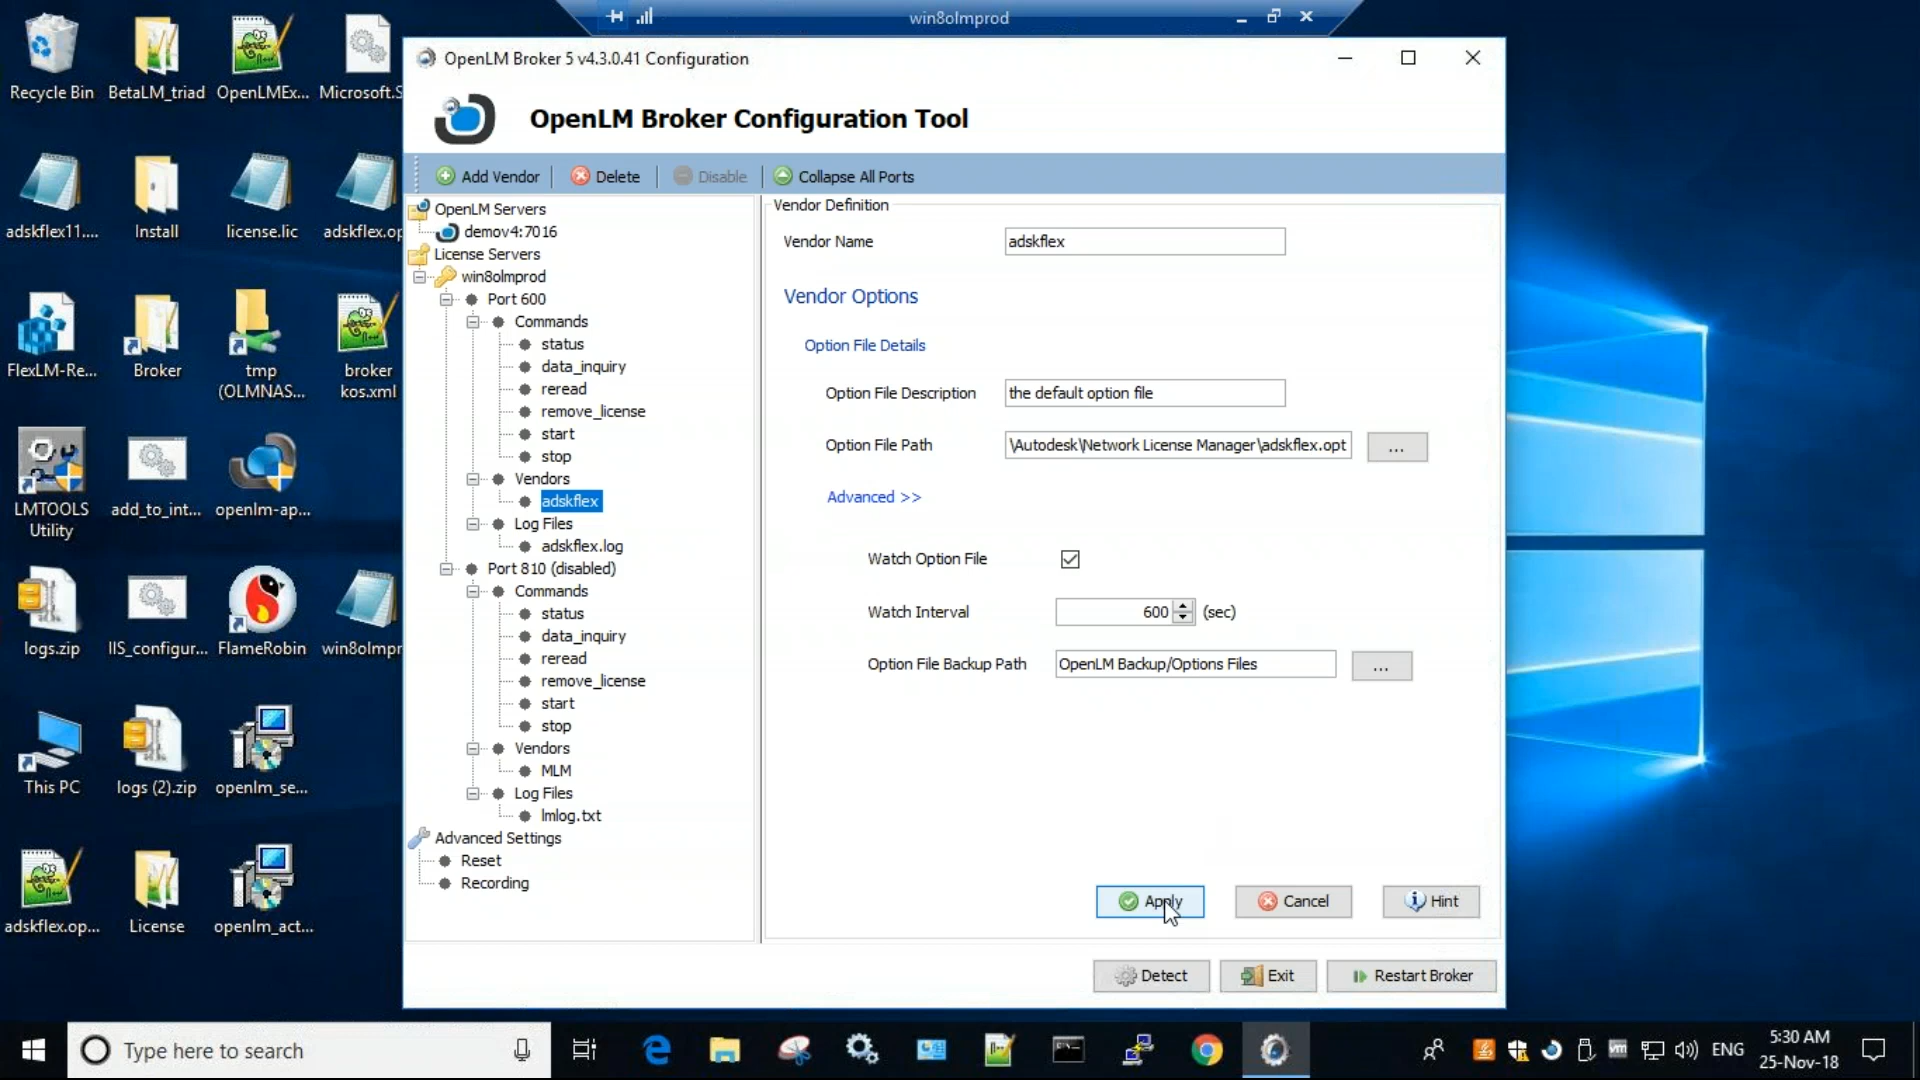 win8olmprod
OpenLM Broker 5 v4.3.0.41 Configuration
OpenLM Broker Configuration Tool
Add Vendor
Delete
Disable
Collapse All Ports
OpenLM Servers
demov4:7016
License Servers
win8olmprod
Port 600
Commands
status
data_inquiry
reread
remove_license
start
stop
Vendors
adskflex
Log Files
adskflex.log
Port 810 (disabled)
Commands
status
data_inquiry
reread
remove_license
start
stop
Vendors
MLM
Log Files
lmlog.txt
Advanced Settings
Reset
Recording
Vendor Definition
Vendor Name
adskflex
Vendor Options
Option File Details
Option File Description
the default option file
Option File Path
\Autodesk\Network License Manager\adskflex.opt
...
Advanced >>
Watch Option File
Watch Interval
600
(sec)
Option File Backup Path
OpenLM Backup/Options Files
...
Apply
Cancel
Hint
Detect
Exit
Restart Broker
Recycle Bin
BetaLM_triad
OpenLMEx...
Microsoft.S
adskflex11....
Install
license.lic
adskflex.op
FlexLM-Re...
Broker
tmp
(OLMNAS...
broker
kos.xml
LMTOOLS
Utility
add_to_int...
openlm-ap...
logs.zip
IIS_configur...
FlameRobin
win8olmpr
This PC
logs (2).zip
openlm_se...
adskflex.op...
License
openlm_act...
Type here to search
ENG
5:30 AM
25-Nov-18